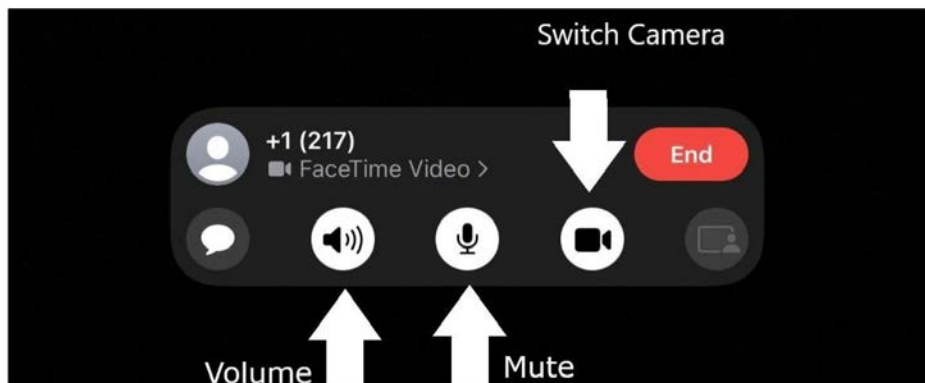 Switch Camera
+1 (217)
FaceTime Video >
End
Volume
Mute